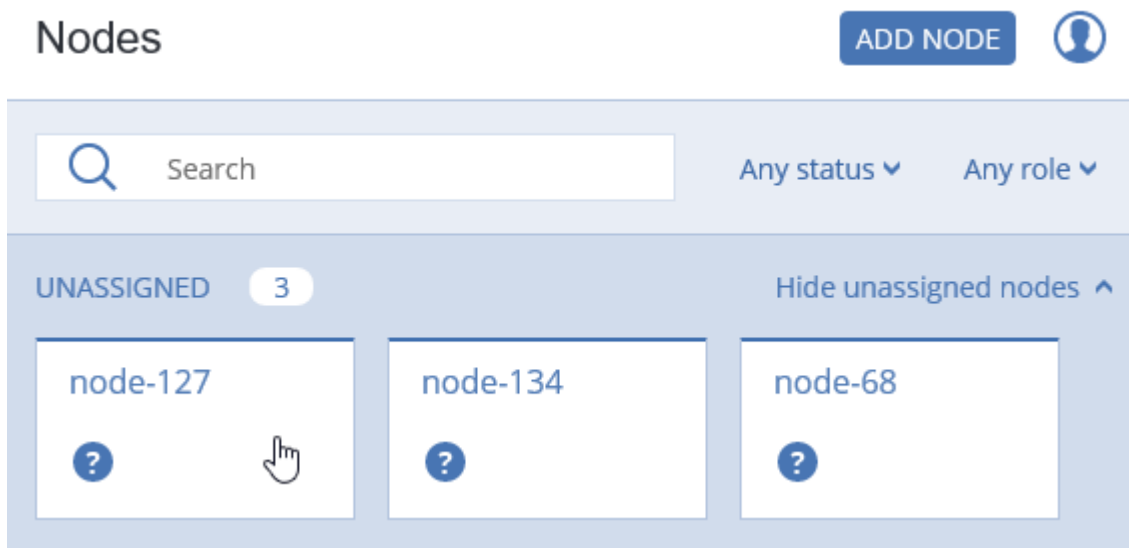 Nodes
ADD NODE
Search
Any status
Any role
UNASSIGNED 3
Hide unassigned nodes
node-127
node-134
node-68
?
?
?